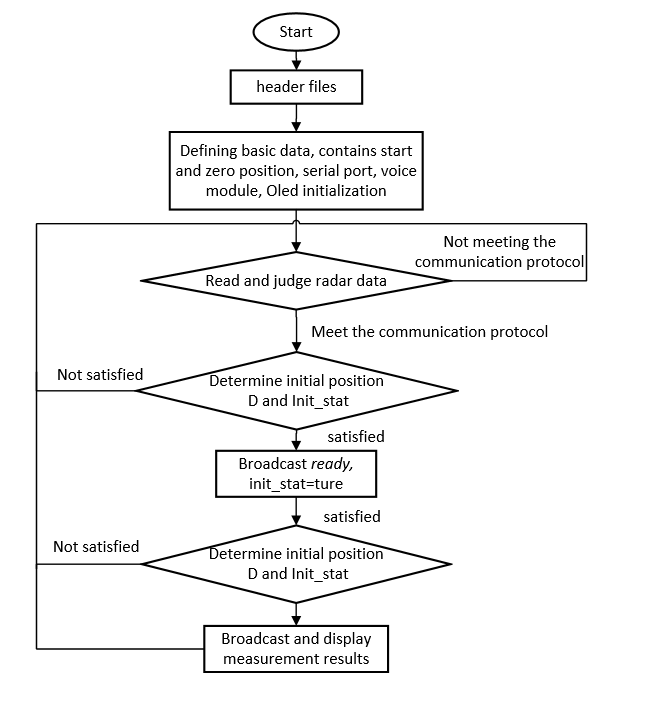 Start
header files
Defining basic data, contains start
and zero position, serial port, voice
module, Oled initialization
Not meeting the
communication protocol
Read and judge radar data
Meet the communication protocol
Not satisfied
Determine initial position
D and Init_stat
satisfied
Broadcast ready,
init_stat=ture
satisfied
Not satisfied
Determine initial position
D and Init_stat
Broadcast and display
measurement results